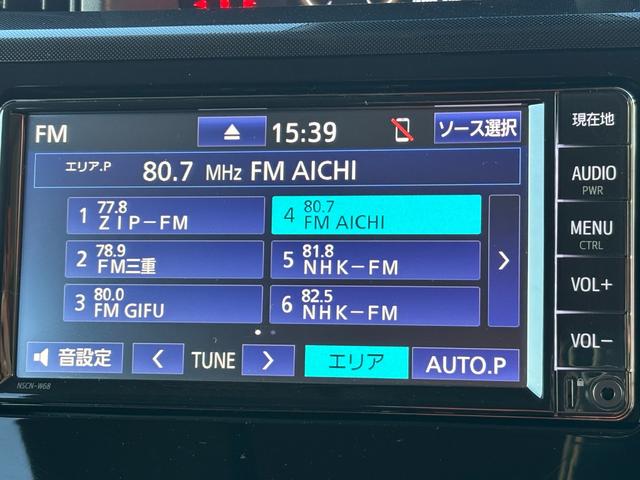 FM
15:39
ソース選択
エリア.P 80.7 MHz FM AICHI
1 77.8 ZIP-FM
4 80.7 FM AICHI
2 78.9 FM三重
5 81.8 NHK-FM
3 80.0 FM GIFU
6 82.5 NHK-FM
音設定
TUNE
エリア
AUTO.P
NSCN-W68
現在地
AUDIO
PWR
MENU
CTRL
VOL+
VOL-